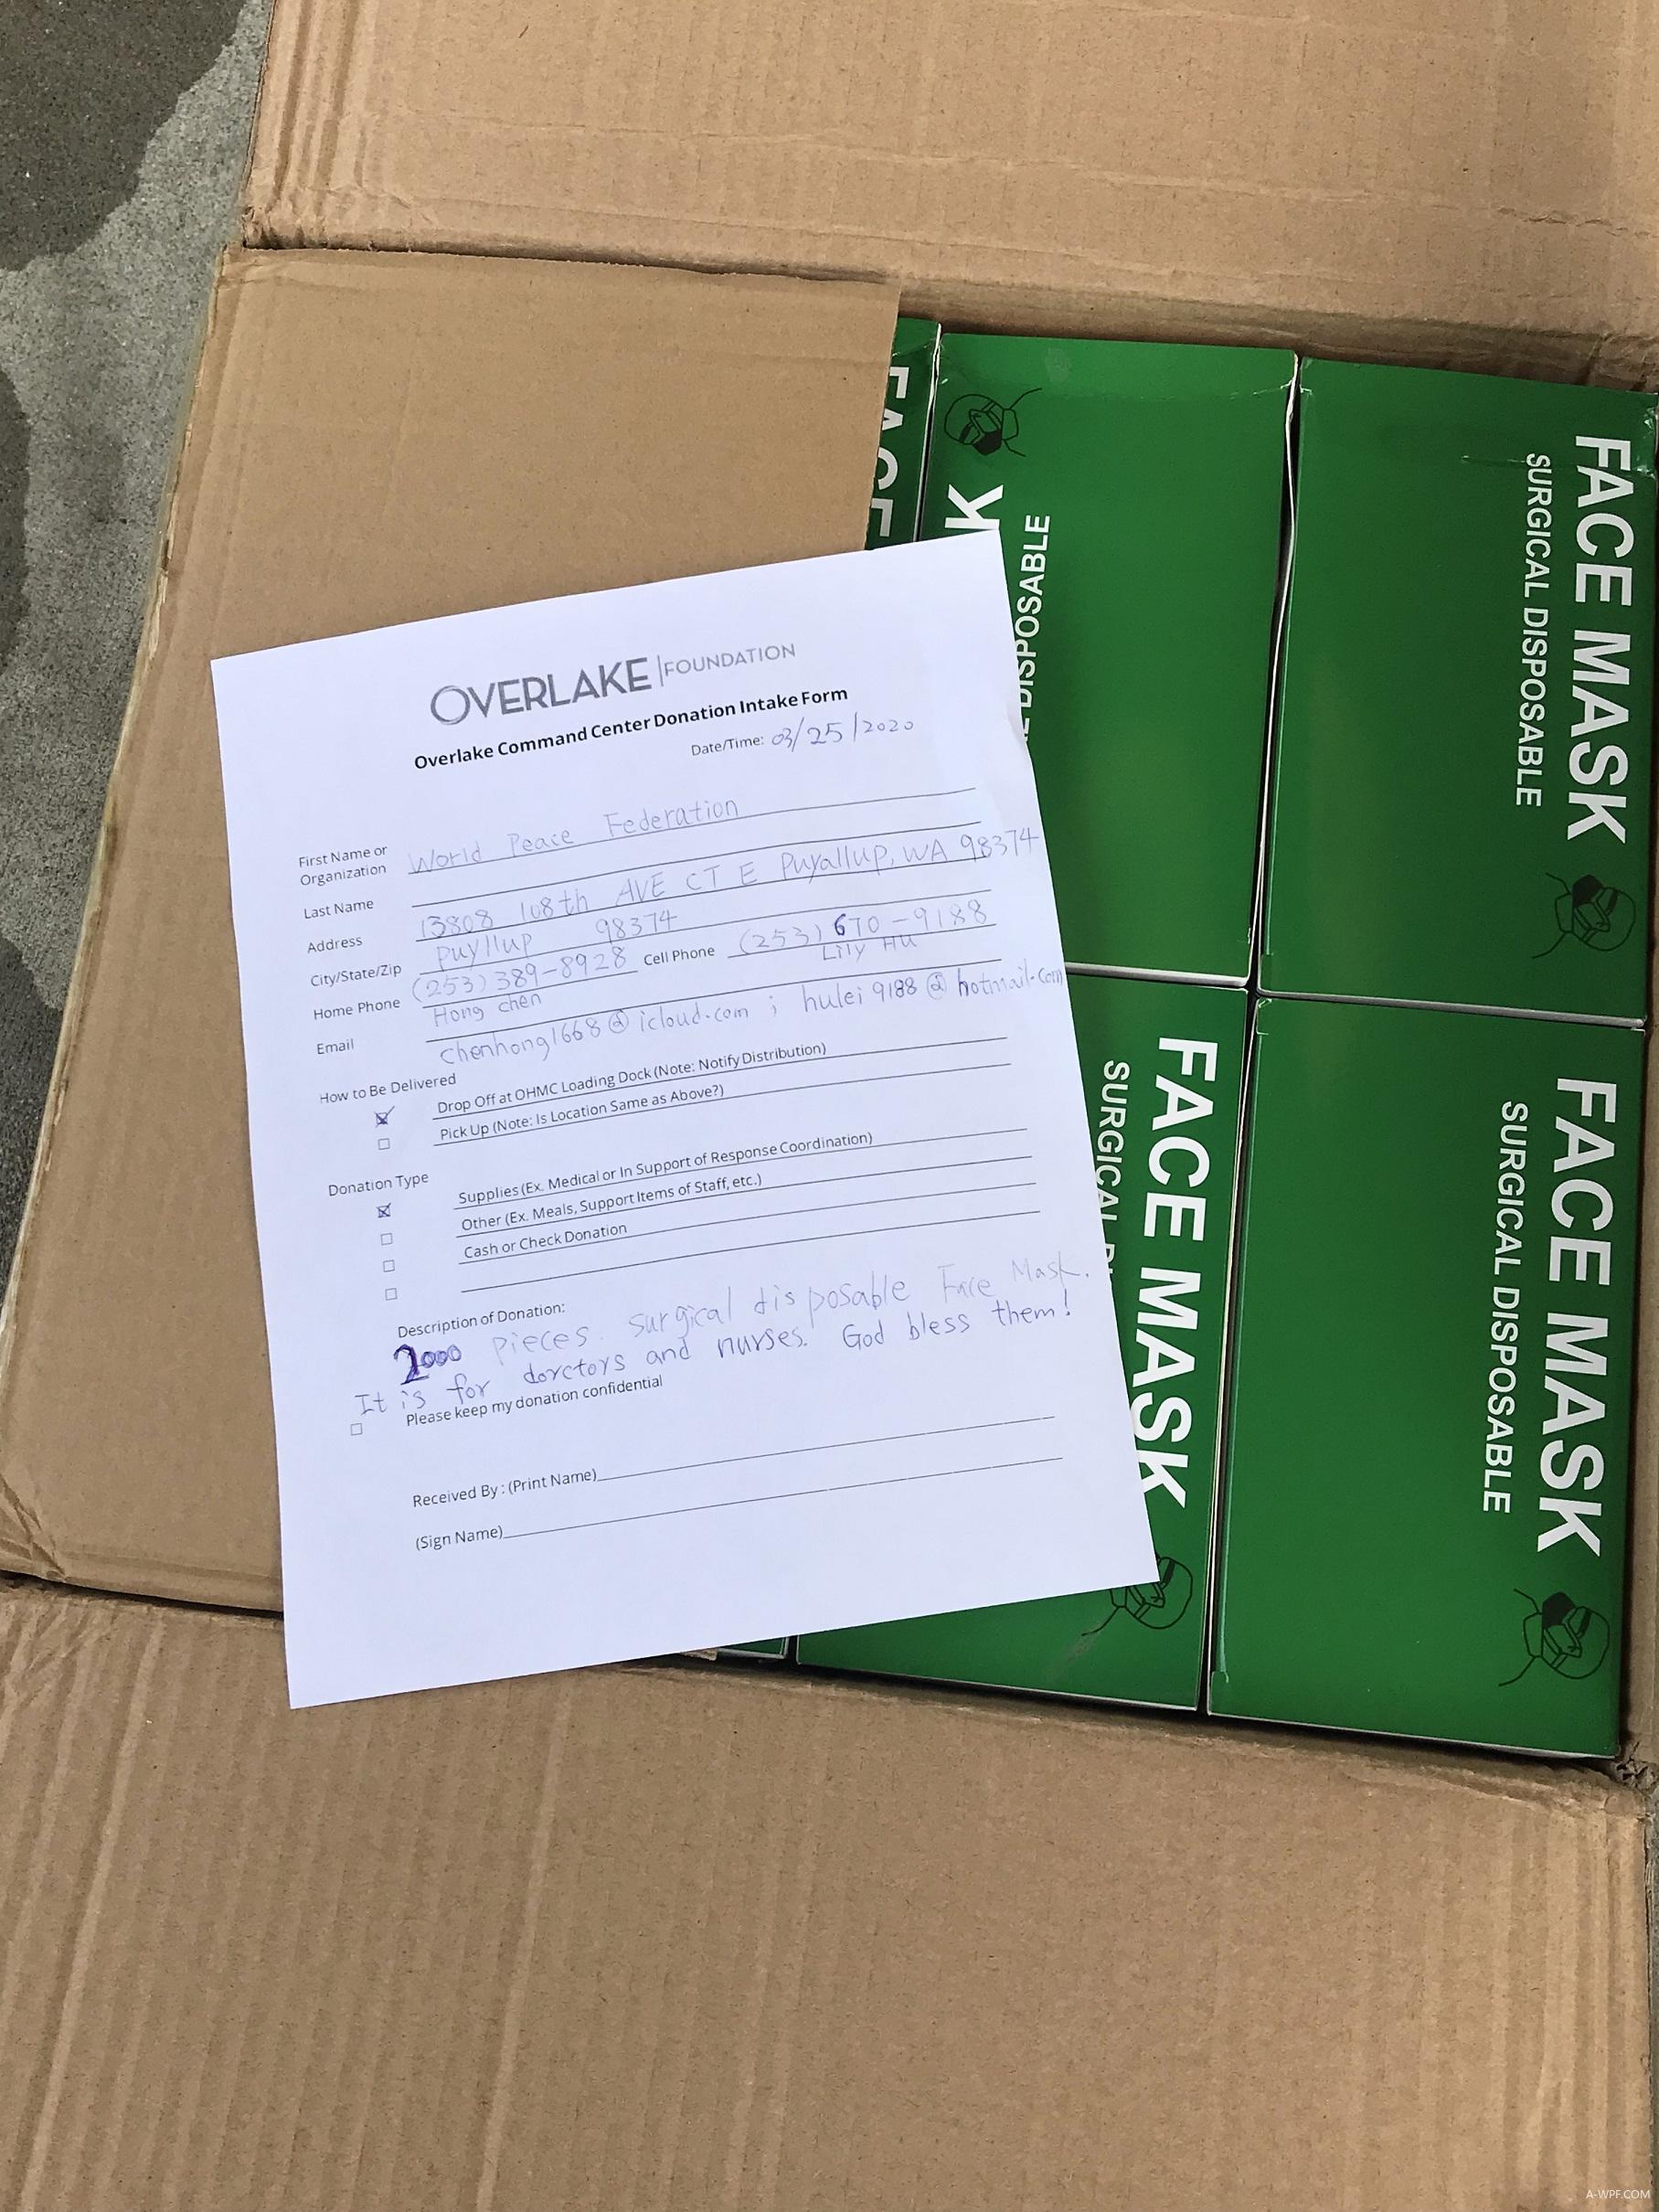 OVERLAKE | FOUNDATION
Overlake Command Center Donation Intake Form
Date/Time: 03/25/2020
First Name or Organization World Peace Federation
Last Name
Address 13808 108th AVE CT E Puyallup, WA 98374
City/State/Zip Puyllup 98374
Home Phone (253) 389-8928 Cell Phone (253) 670-9188
Hong chen Lily Hu
Email chenhong1668@icloud.com ; hulei9188@hotmail.com
How to Be Delivered
Drop Off at OHMC Loading Dock (Note: Notify Distribution)
Pick Up (Note: Is Location Same as Above?)
Donation Type
Supplies (Ex. Medical or In Support of Response Coordination)
Other (Ex. Meals, Support Items of Staff, etc.)
Cash or Check Donation
Description of Donation:
2000 pieces. surgical disposable Face Mask.
It is for dorctors and nurses. God bless them!
Please keep my donation confidential
Received By : (Print Name)
(Sign Name)
FACE
K
DISPOSABLE
FACE MASK
SURGICAL DISPOSABLE
FACE MASK
SURGICAL
FACE MASK
SURGICAL DISPOSABLE
A-WPF.COM